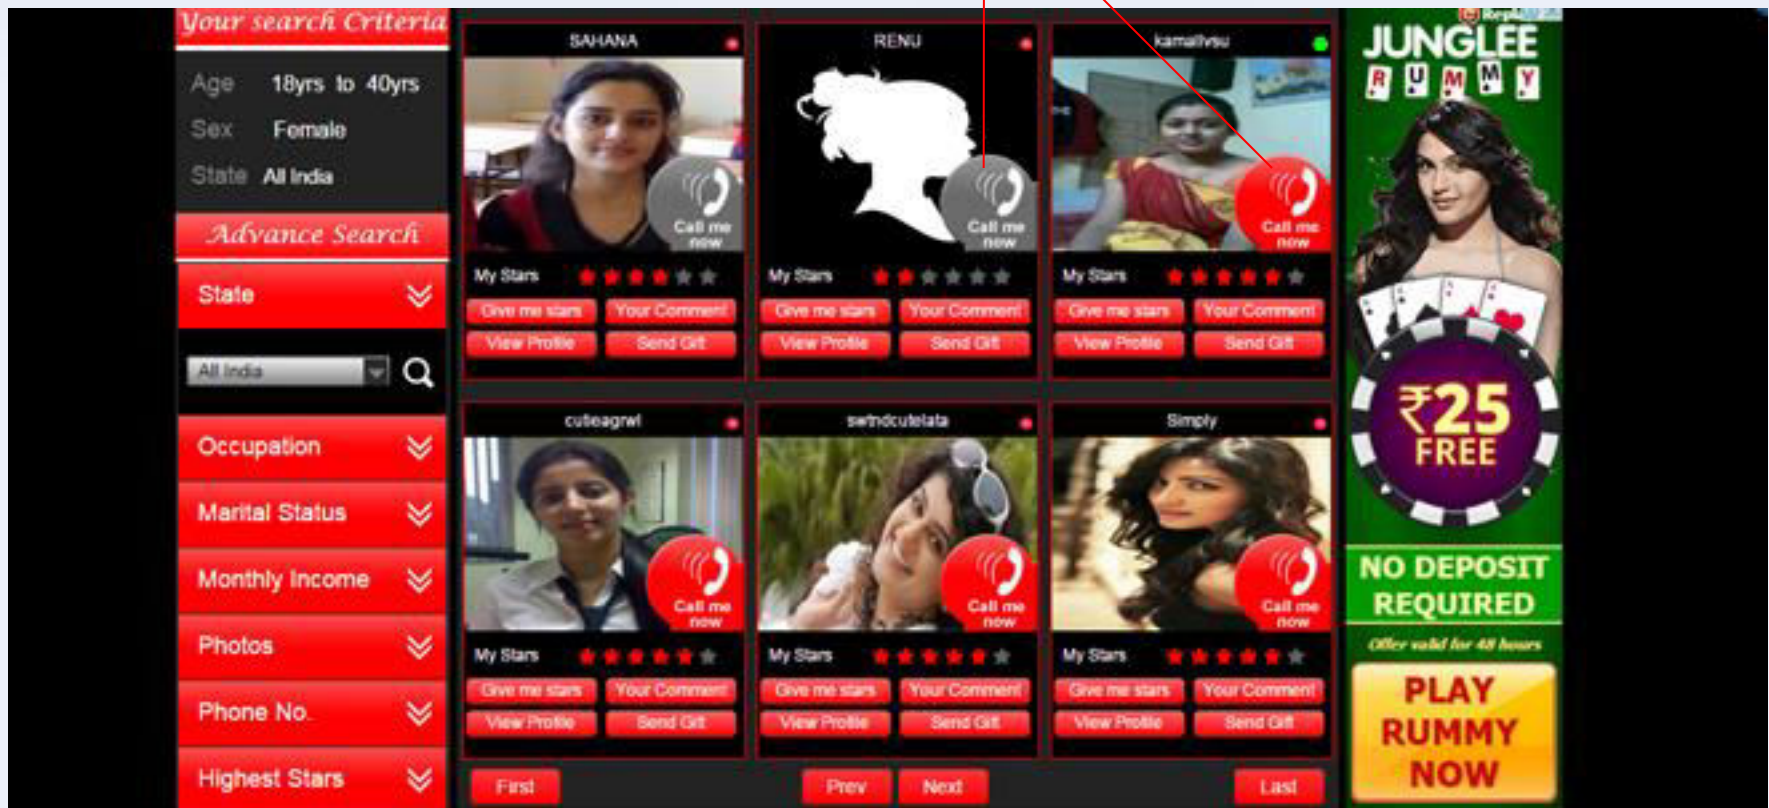 Your search Criteria
Age 18yrs to 40yrs
Sex Female
State All India
Advance Search
State
All India
Occupation
Marital Status
Monthly Income
Photos
Phone No.
Highest Stars
SAHANA
Call me
now
My Stars
Give me stars Your Comment
View Profile Send Gift
RENU
Call me
now
My Stars
Give me stars Your Comment
View Profile Send Gift
kamallvsu
Call me
now
My Stars
Give me stars Your Comment
View Profile Send Gift
cutieagrwl
Call me
now
My Stars
Give me stars Your Comment
View Profile Send Gift
swtndcutelata
Call me
now
My Stars
Give me stars Your Comment
View Profile Send Gift
Simply
Call me
now
My Stars
Give me stars Your Comment
View Profile Send Gift
First Prev Next Last
JUNGLEE
RUMMY
₹25
FREE
NO DEPOSIT
REQUIRED
Offer valid for 48 hours
PLAY
RUMMY
NOW